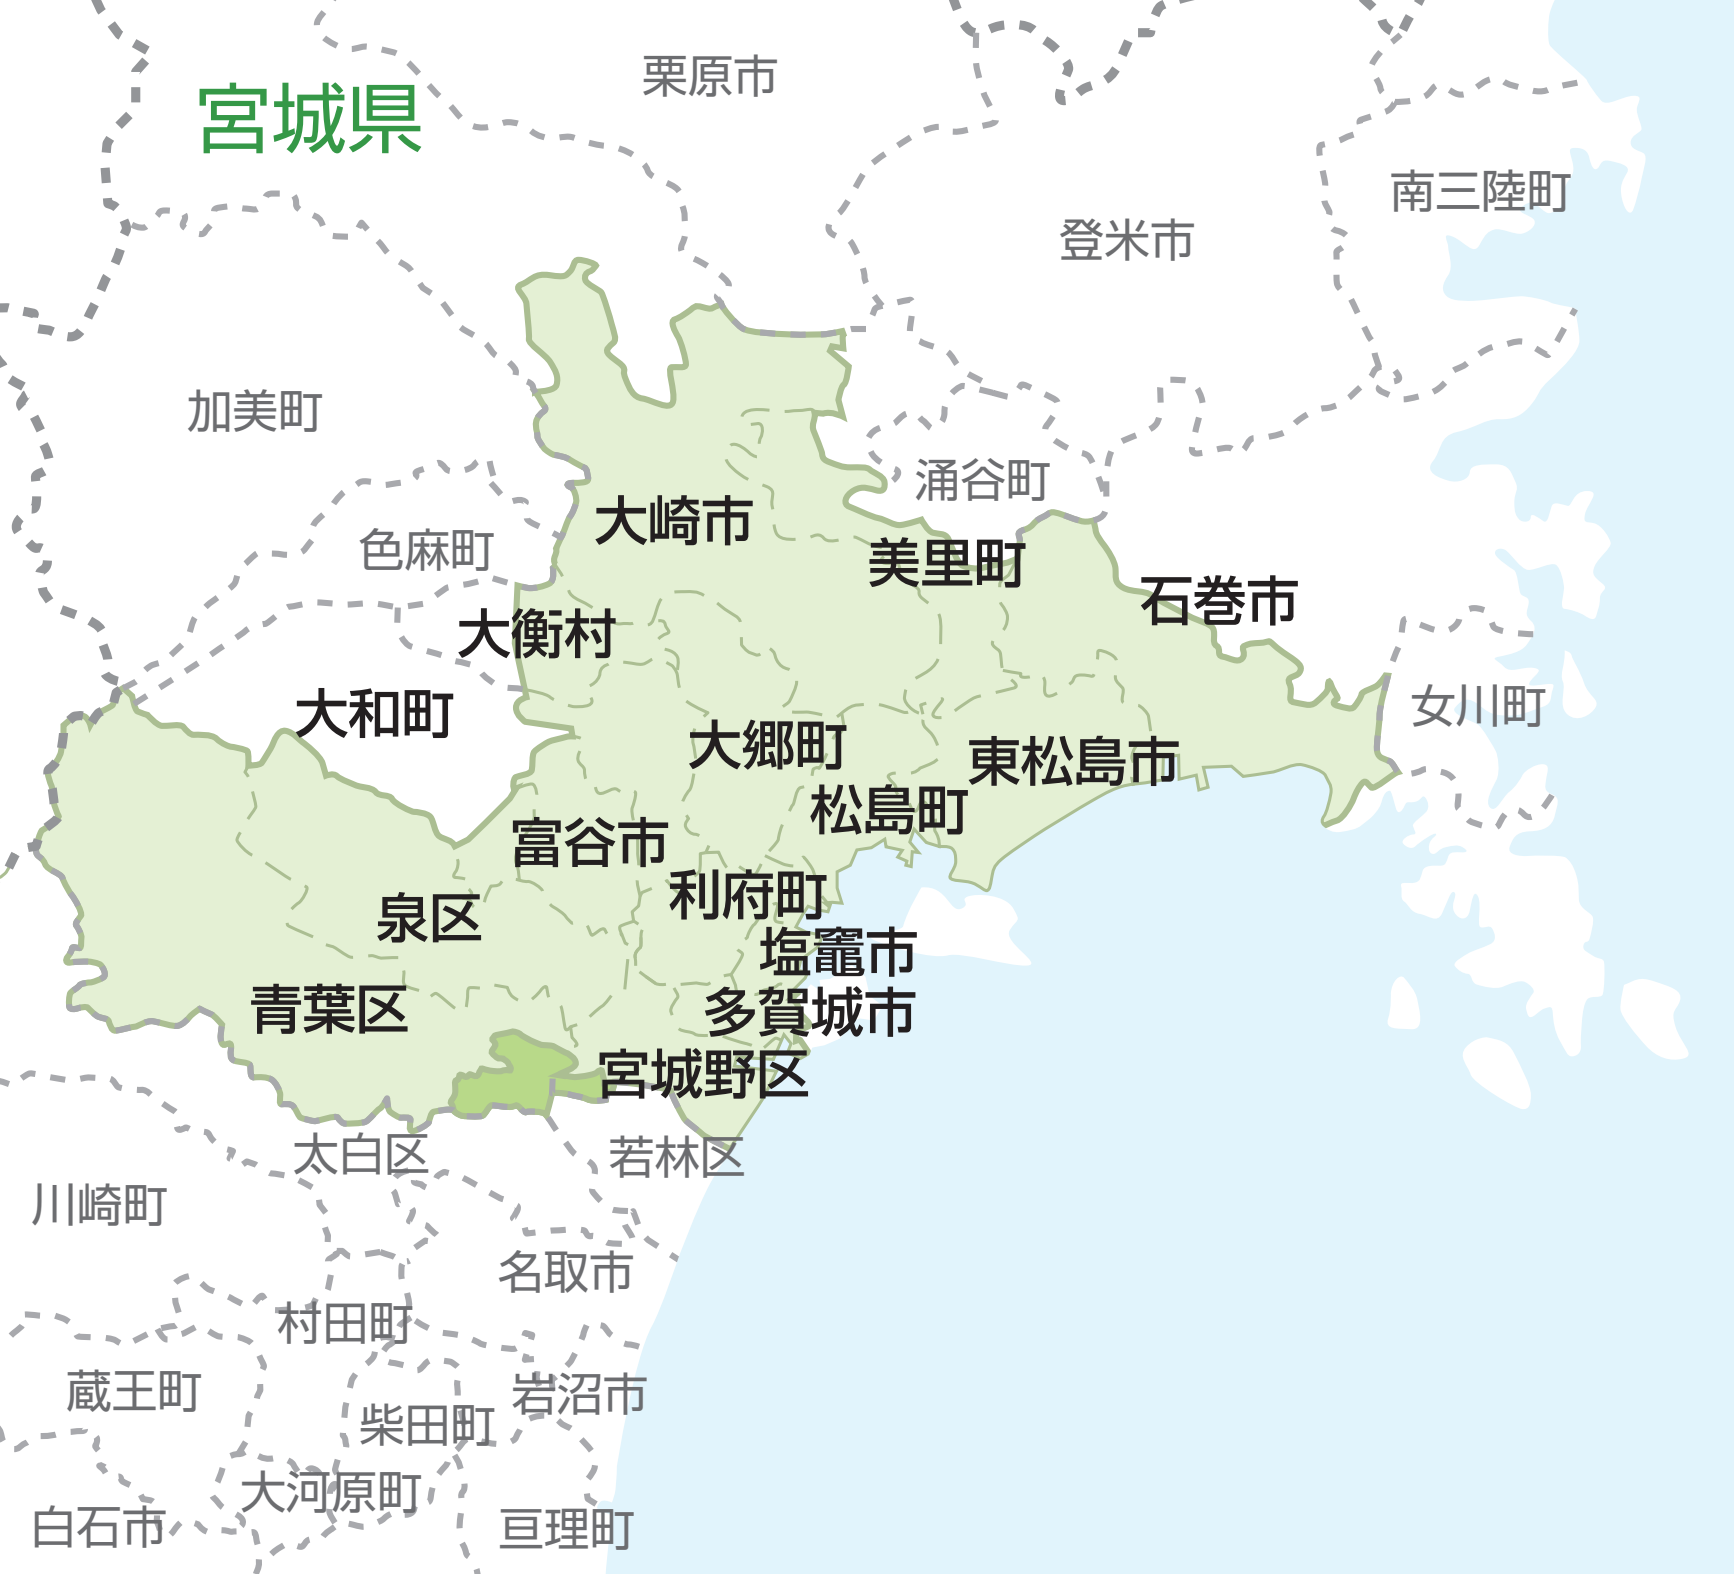 栗原市
宮城県
南三陸町
登米市
加美町
涌谷町
大崎市
色麻町
美里町
石巻市
大衡村
大和町
女川町
大郷町
東松島市
松島町
富谷市
利府町
泉区
塩竈市
青葉区
多賀城市
宮城野区
太白区
若林区
川崎町
名取市
村田町
蔵王町
岩沼市
柴田町
大河原町
白石市
亘理町